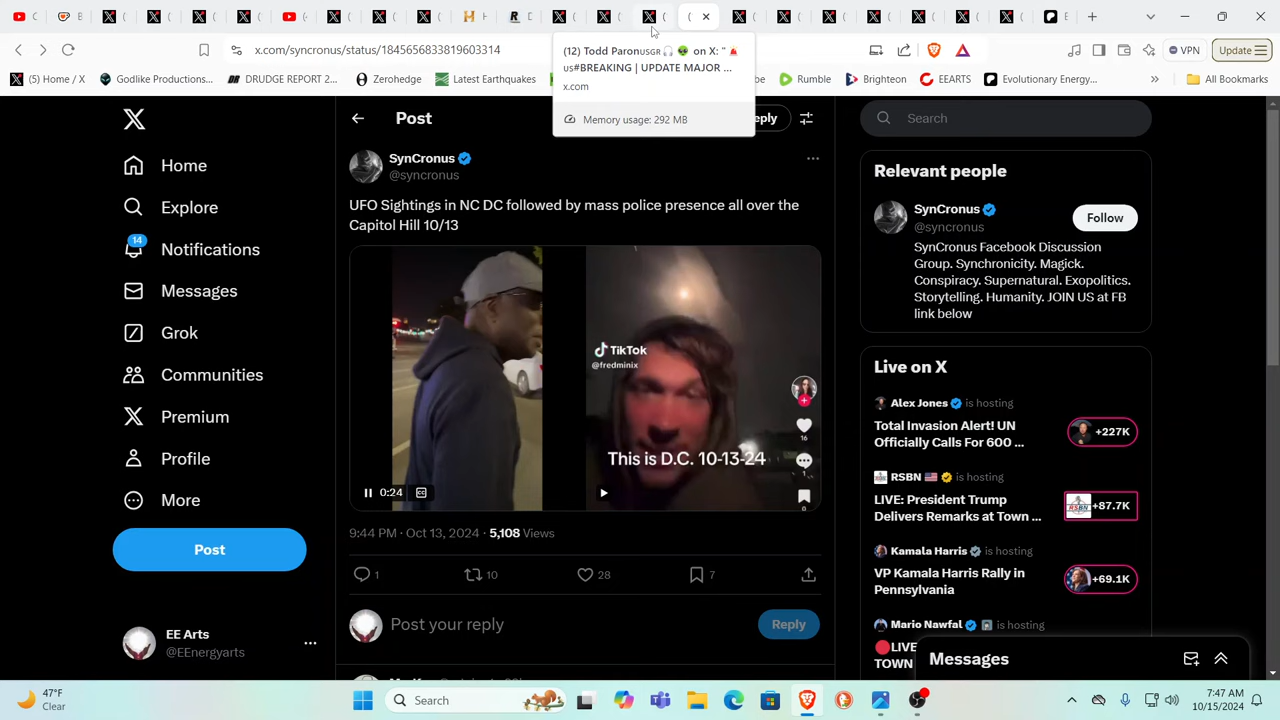 x.com/syncronus/status/1845656833819603314
VPN
Update
(5) Home / X
Godlike Productions...
DRUDGE REPORT 2...
Zerohedge
Latest Earthquakes
Rumble
Brighteon
EEARTS
Evolutionary Energy...
All Bookmarks
(12) Todd ParonUSGR 🎧 👽 on X: "🚨
us#BREAKING | UPDATE MAJOR ...
x.com
Memory usage: 292 MB
Home
Explore
14
Notifications
Messages
Grok
Communities
Premium
Profile
More
Post
EE Arts
@EEnergyarts
Post
SynCronus
@syncronus
UFO Sightings in NC DC followed by mass police presence all over the
Capitol Hill 10/13
TikTok
@fredminix
16
1
0
This is D.C. 10-13-24
0:24
9:44 PM · Oct 13, 2024 · 5,108 Views
1
10
28
7
Post your reply
Reply
Search
Relevant people
SynCronus
@syncronus
Follow
SynCronus Facebook Discussion
Group. Synchronicity. Magick.
Conspiracy. Supernatural. Exopolitics.
Storytelling. Humanity. JOIN US at FB
link below
Live on X
Alex Jones is hosting
Total Invasion Alert! UN
Officially Calls For 600 ...
+227K
RSBN 🇺🇸 is hosting
LIVE: President Trump
Delivers Remarks at Town ...
+87.7K
Kamala Harris is hosting
VP Kamala Harris Rally in
Pennsylvania
+69.1K
Mario Nawfal is hosting
🔴LIVE
TOWN
Messages
47°F
Clear
Search
7:47 AM
10/15/2024